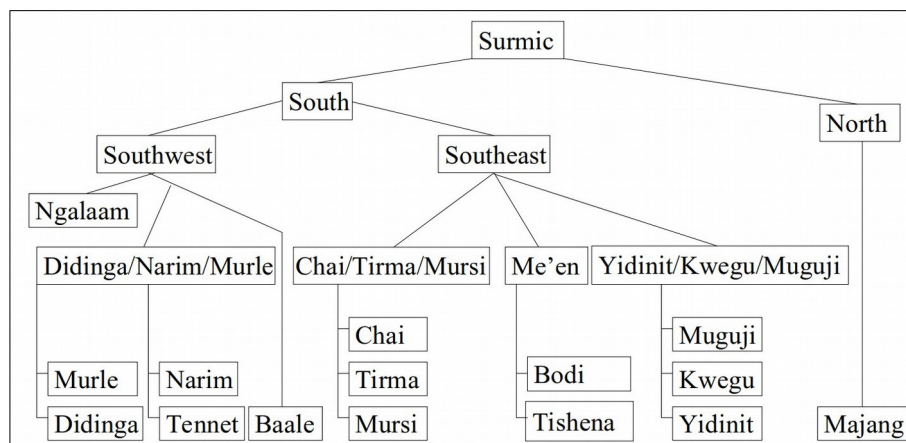 Surmic
South
North
Southwest
Southeast
Ngalaam
Didinga/Narim/Murle
Chai/Tirma/Mursi
Me’en
Yidinit/Kwegu/Muguji
Chai
Muguji
Murle
Narim
Tirma
Bodi
Kwegu
Didinga
Tennet
Baale
Mursi
Tishena
Yidinit
Majang